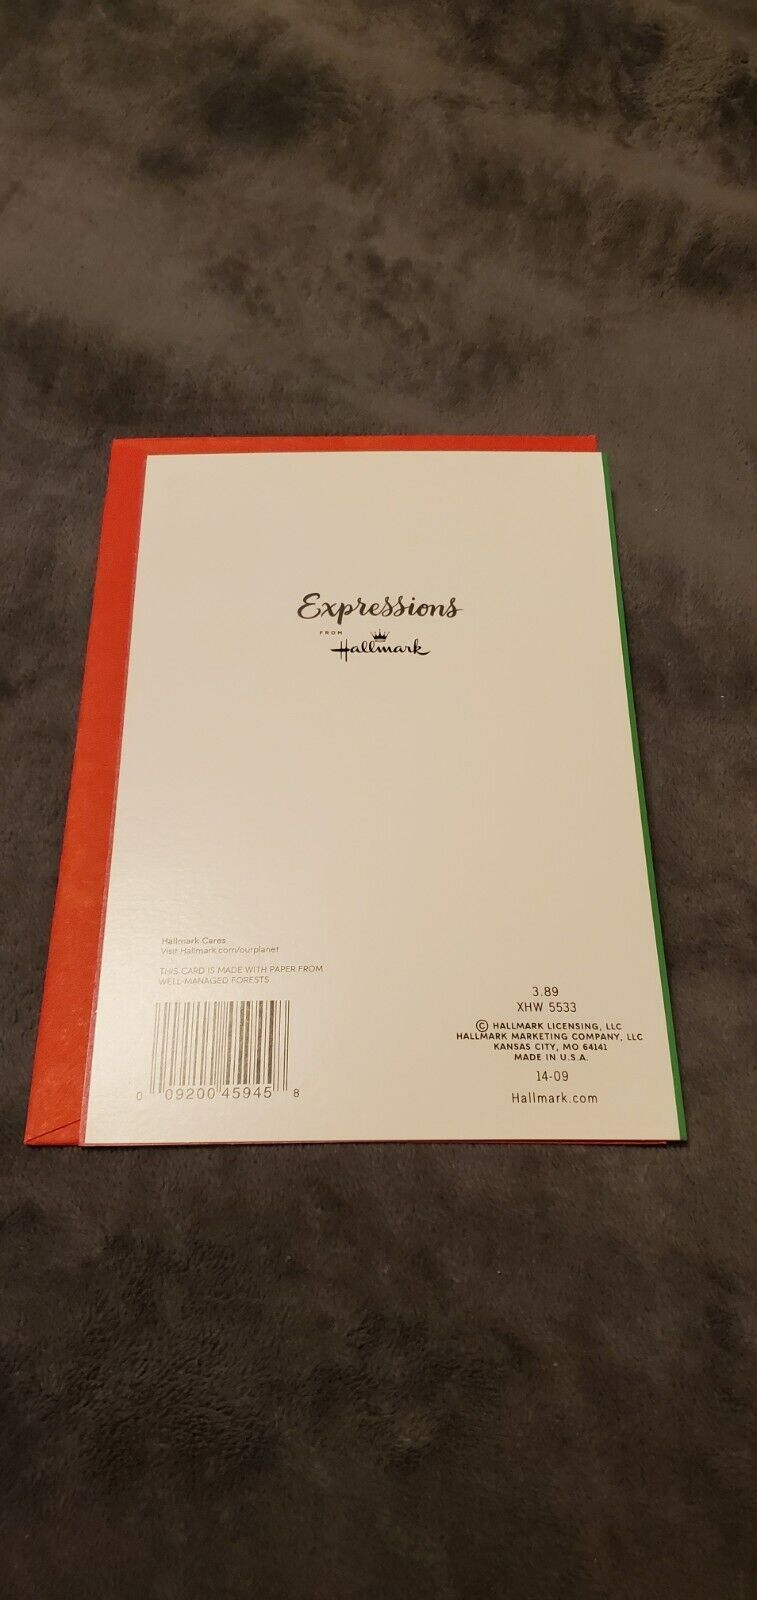 Expressions
FROM
Hallmark
Hallmark Cares
Visit Hallmark.com/ourplanet
THIS CARD IS MADE WITH PAPER FROM
WELL-MANAGED FORESTS
0 09200 45945 8
3.89
XHW 5533
© HALLMARK LICENSING, LLC
HALLMARK MARKETING COMPANY, LLC
KANSAS CITY, MO 64141
MADE IN U.S.A.
14-09
Hallmark.com